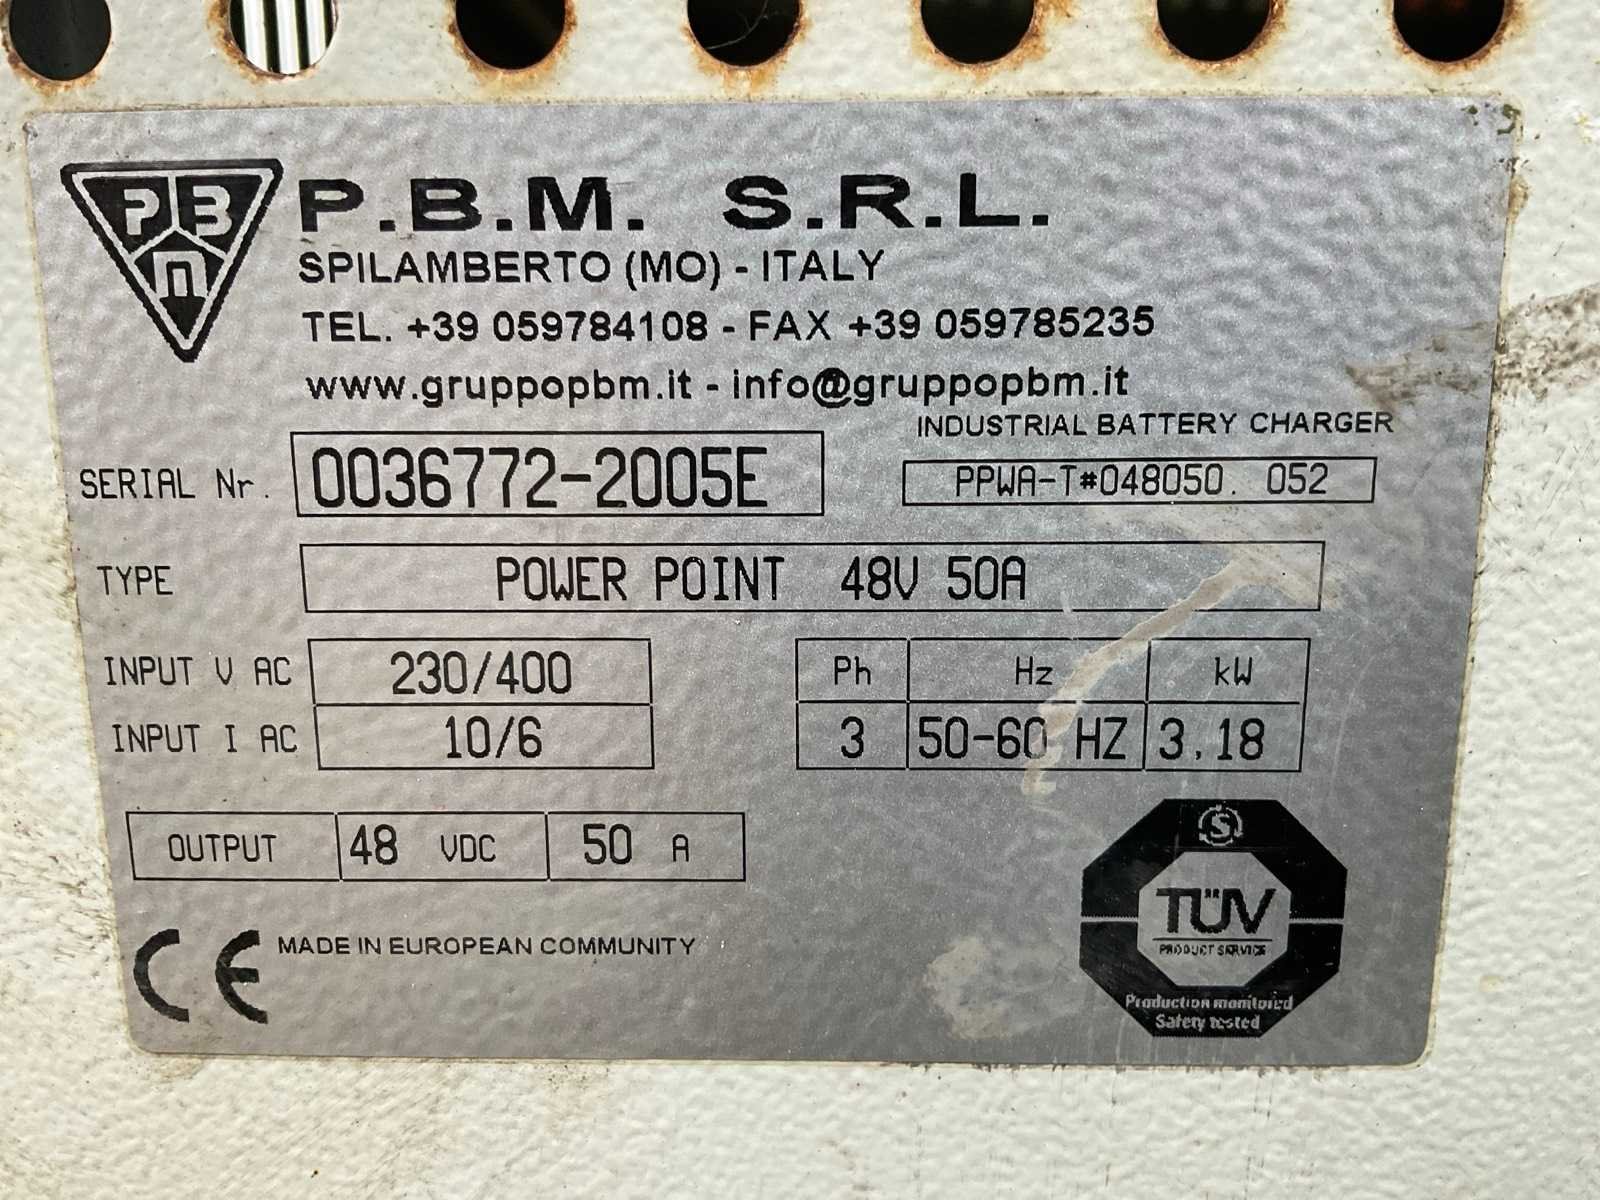 PBM
P.B.M. S.R.L.
SPILAMBERTO (MO) - ITALY
TEL. +39 059784108 - FAX +39 059785235
www.gruppopbm.it - info@gruppopbm.it
INDUSTRIAL BATTERY CHARGER
SERIAL Nr. 0036772-2005E PPWA-T#048050. 052
TYPE POWER POINT 48V 50A
INPUT V AC 230/400 Ph Hz kW
INPUT I AC 10/6 3 50-60 HZ 3,18
OUTPUT 48 VDC 50 A
CE MADE IN EUROPEAN COMMUNITY
S
TÜV
PRODUCT SERVICE
Production monitored
Safety tested